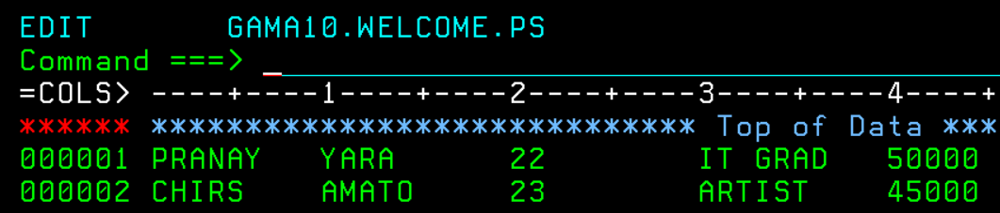 EDIT       GAMA10.WELCOME.PS
Command ===> _
=COLS> ----+----1----+----2----+----3----+----4----+
****** ***************************** Top of Data ***
000001 PRANAY   YARA      22        IT GRAD   50000
000002 CHIRS    AMATO     23        ARTIST    45000